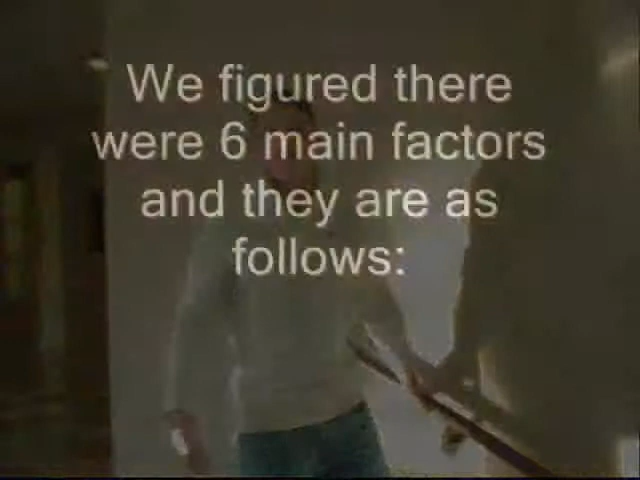 We figured there
were 6 main factors
and they are as
follows: